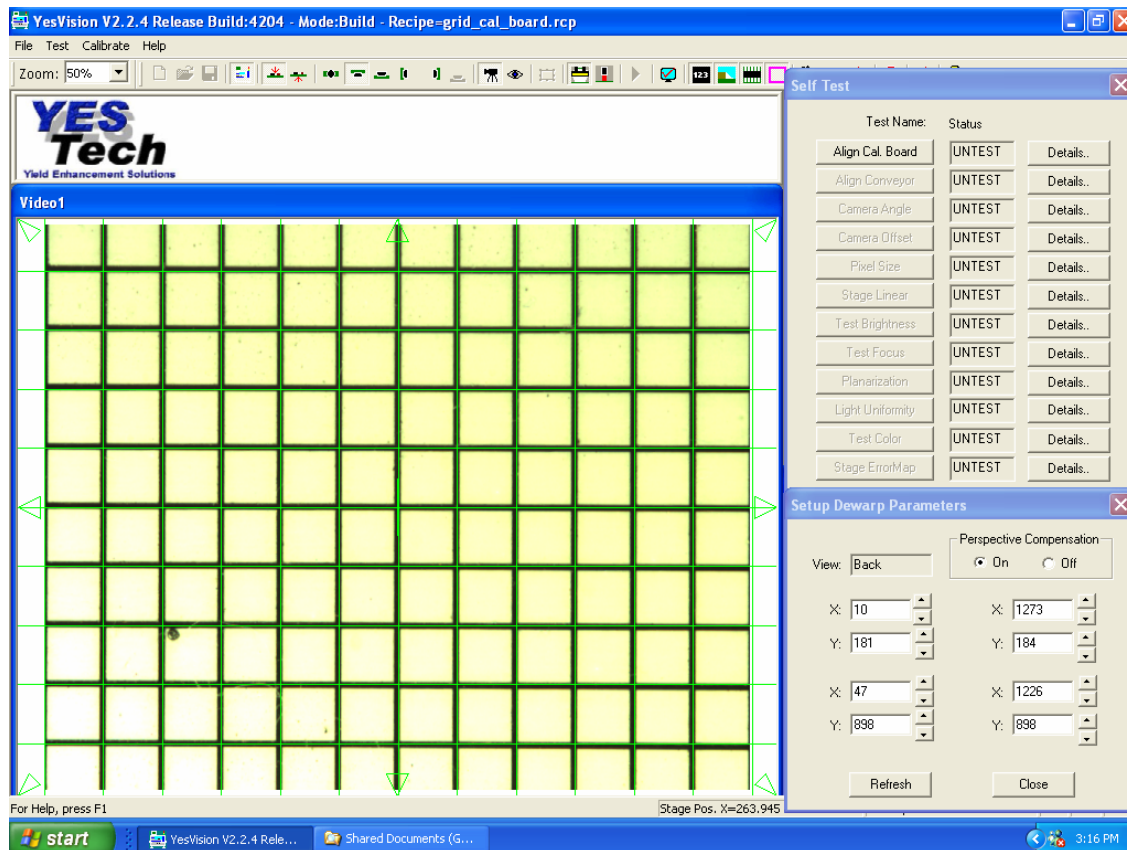 YesVision V2.2.4 Release Build:4204 - Mode:Build - Recipe=grid_cal_board.rcp
File Test Calibrate Help
Zoom: 50%
123
YES
Tech
Yield Enhancement Solutions
Video1
Self Test
Test Name: Status
Align Cal. Board UNTEST Details..
Align Conveyor UNTEST Details..
Camera Angle UNTEST Details..
Camera Offset UNTEST Details..
Pixel Size UNTEST Details..
Stage Linear UNTEST Details..
Test Brightness UNTEST Details..
Test Focus UNTEST Details..
Planarization UNTEST Details..
Light Uniformity UNTEST Details..
Test Color UNTEST Details..
Stage ErrorMap UNTEST Details..
Setup Dewarp Parameters
Perspective Compensation
View: Back On Off
X: 10 X: 1273
Y: 181 Y: 184
X: 47 X: 1226
Y: 898 Y: 898
Refresh Close
For Help, press F1 Stage Pos. X=263.945
start YesVision V2.2.4 Rele... Shared Documents (G... 3:16 PM